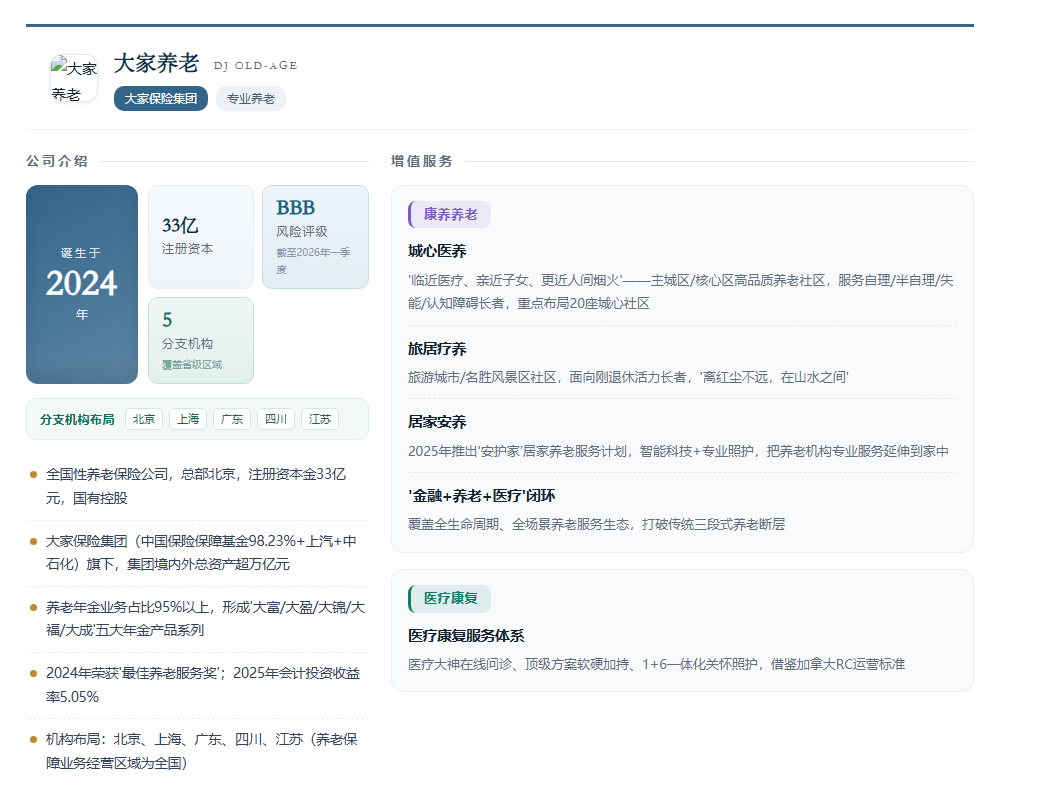 大家养老
大家养老 DJ OLD-AGE
大家保险集团 专业养老
公司介绍
诞生于
2024
年
33亿
注册资本
BBB
风险评级
截至2026年一季
度
5
分支机构
覆盖省级区域
分支机构布局 北京 上海 广东 四川 江苏
全国性养老保险公司，总部北京，注册资本金33亿
元，国有控股
大家保险集团（中国保险保障基金98.23%+上汽+中
石化）旗下，集团境内外总资产超万亿元
养老年金业务占比95%以上，形成'大富/大盈/大锦/大
福/大成'五大年金产品系列
2024年荣获'最佳养老服务奖'；2025年会计投资收益
率5.05%
机构布局：北京、上海、广东、四川、江苏（养老保
障业务经营区域为全国）
增值服务
康养养老
城心医养
'临近医疗、亲近子女、更近人间烟火'——主城区/核心区高品质养老社区，服务自理/半自理/失
能/认知障碍长者，重点布局20座城心社区
旅居疗养
旅游城市/名胜风景区社区，面向刚退休活力长者，'离红尘不远，在山水之间'
居家安养
2025年推出'安护家'居家养老服务计划，智能科技+专业照护，把养老机构专业服务延伸到家中
'金融+养老+医疗'闭环
覆盖全生命周期、全场景养老服务生态，打破传统三段式养老断层
医疗康复
医疗康复服务体系
医疗大神在线问诊、顶级方案软硬加持、1+6一体化关怀照护，借鉴加拿大RC运营标准